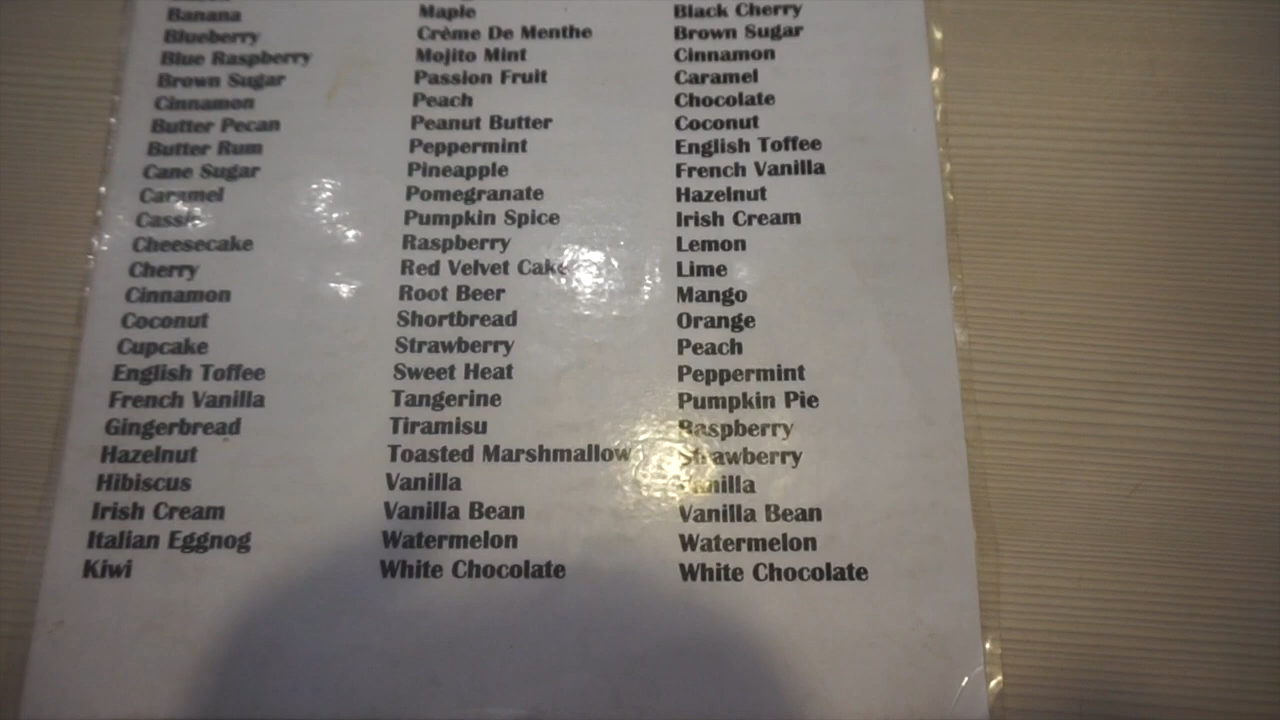 Banana
Blueberry
Blue Raspberry
Brown Sugar
Cinnamon
Butter Pecan
Butter Rum
Cane Sugar
Caramel
Cheesecake
Cherry
Cinnamon
Coconut
Cupcake
English Toffee
French Vanilla
Gingerbread
Hazelnut
Hibiscus
Irish Cream
Italian Eggnog
Kiwi
Maple
Crème De Menthe
Mojito Mint
Passion Fruit
Peach
Peanut Butter
Peppermint
Pineapple
Pomegranate
Pumpkin Spice
Raspberry
Red Velvet Cake
Root Beer
Shortbread
Strawberry
Sweet Heat
Tangerine
Tiramisu
Toasted Marshmallow
Vanilla
Vanilla Bean
Watermelon
White Chocolate
Black Cherry
Brown Sugar
Cinnamon
Caramel
Chocolate
Coconut
English Toffee
French Vanilla
Hazelnut
Irish Cream
Lemon
Lime
Mango
Orange
Peach
Peppermint
Pumpkin Pie
Raspberry
Strawberry
Vanilla
Vanilla Bean
Watermelon
White Chocolate